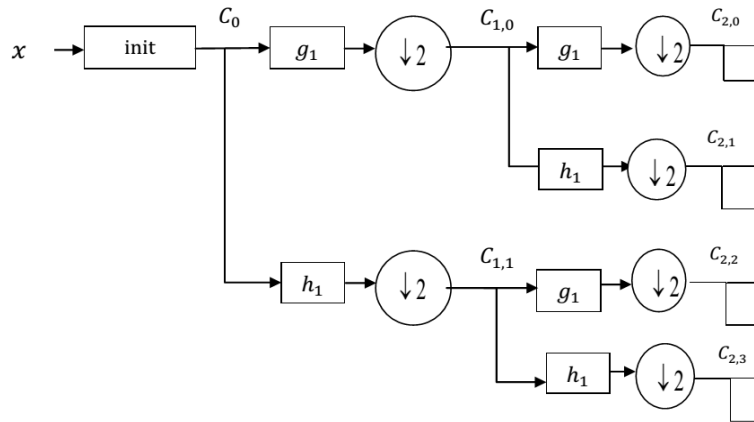 C₀ C₁,₀ C₂,₀
x init g₁ ↓2 g₁ ↓2
C₂,₁
h₁ ↓2
C₁,₁ C₂,₂
h₁ ↓2 g₁ ↓2
C₂,₃
h₁ ↓2